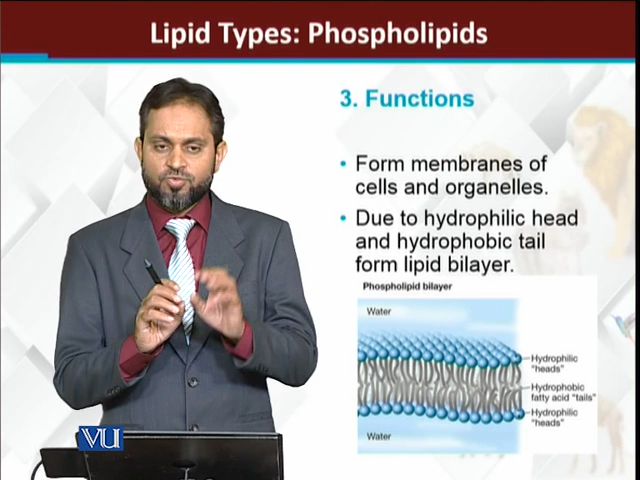 Lipid Types: Phospholipids
3. Functions
• Form membranes of
cells and organelles.
• Due to hydrophilic head
and hydrophobic tail
form lipid bilayer.
Phospholipid bilayer
Water
Hydrophilic
"heads"
Hydrophobic
fatty acid "tails"
Hydrophilic
"heads"
Water
VU